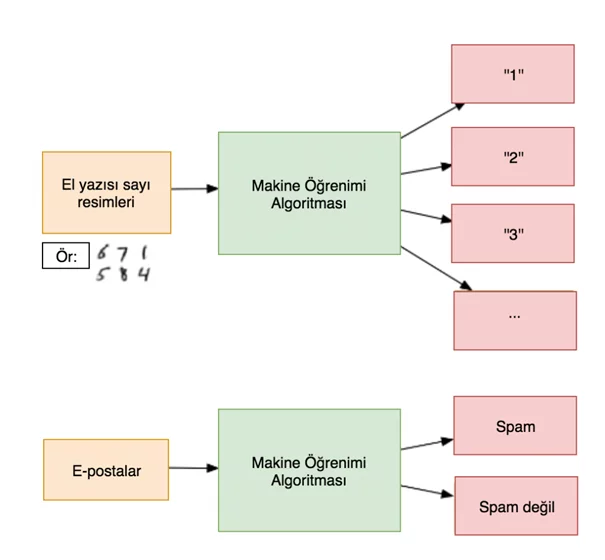 "1"
"2"
El yazısı sayı
resimleri
Makine Öğrenimi
Algoritması
"3"
Ör:
6 7 1
5 8 4
...
Spam
E-postalar
Makine Öğrenimi
Algoritması
Spam değil